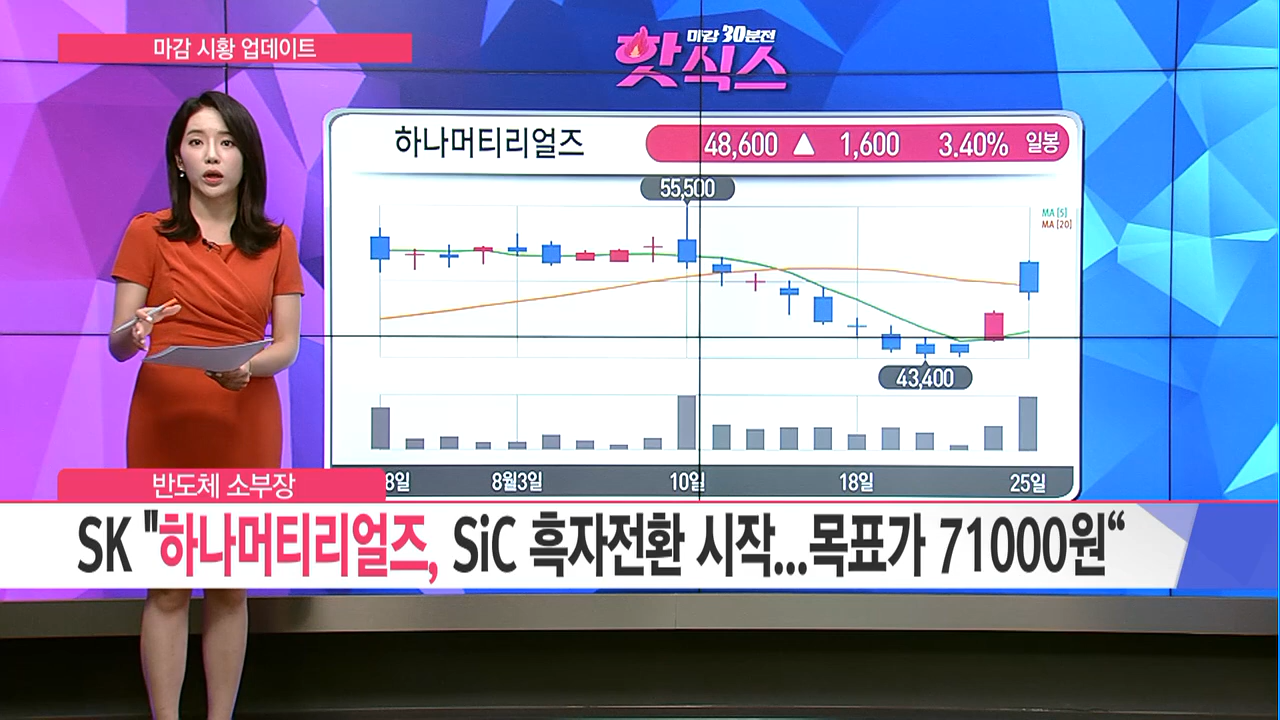 마감 시황 업데이트
마감 30분전
핫식스
하나머티리얼즈
48,600 ▲ 1,600 3.40% 일봉
55,500
MA [5]
MA [20]
43,400
8일 8월3일 10일 18일 25일
반도체 소부장
SK "하나머티리얼즈, SiC 흑자전환 시작...목표가 71000원“